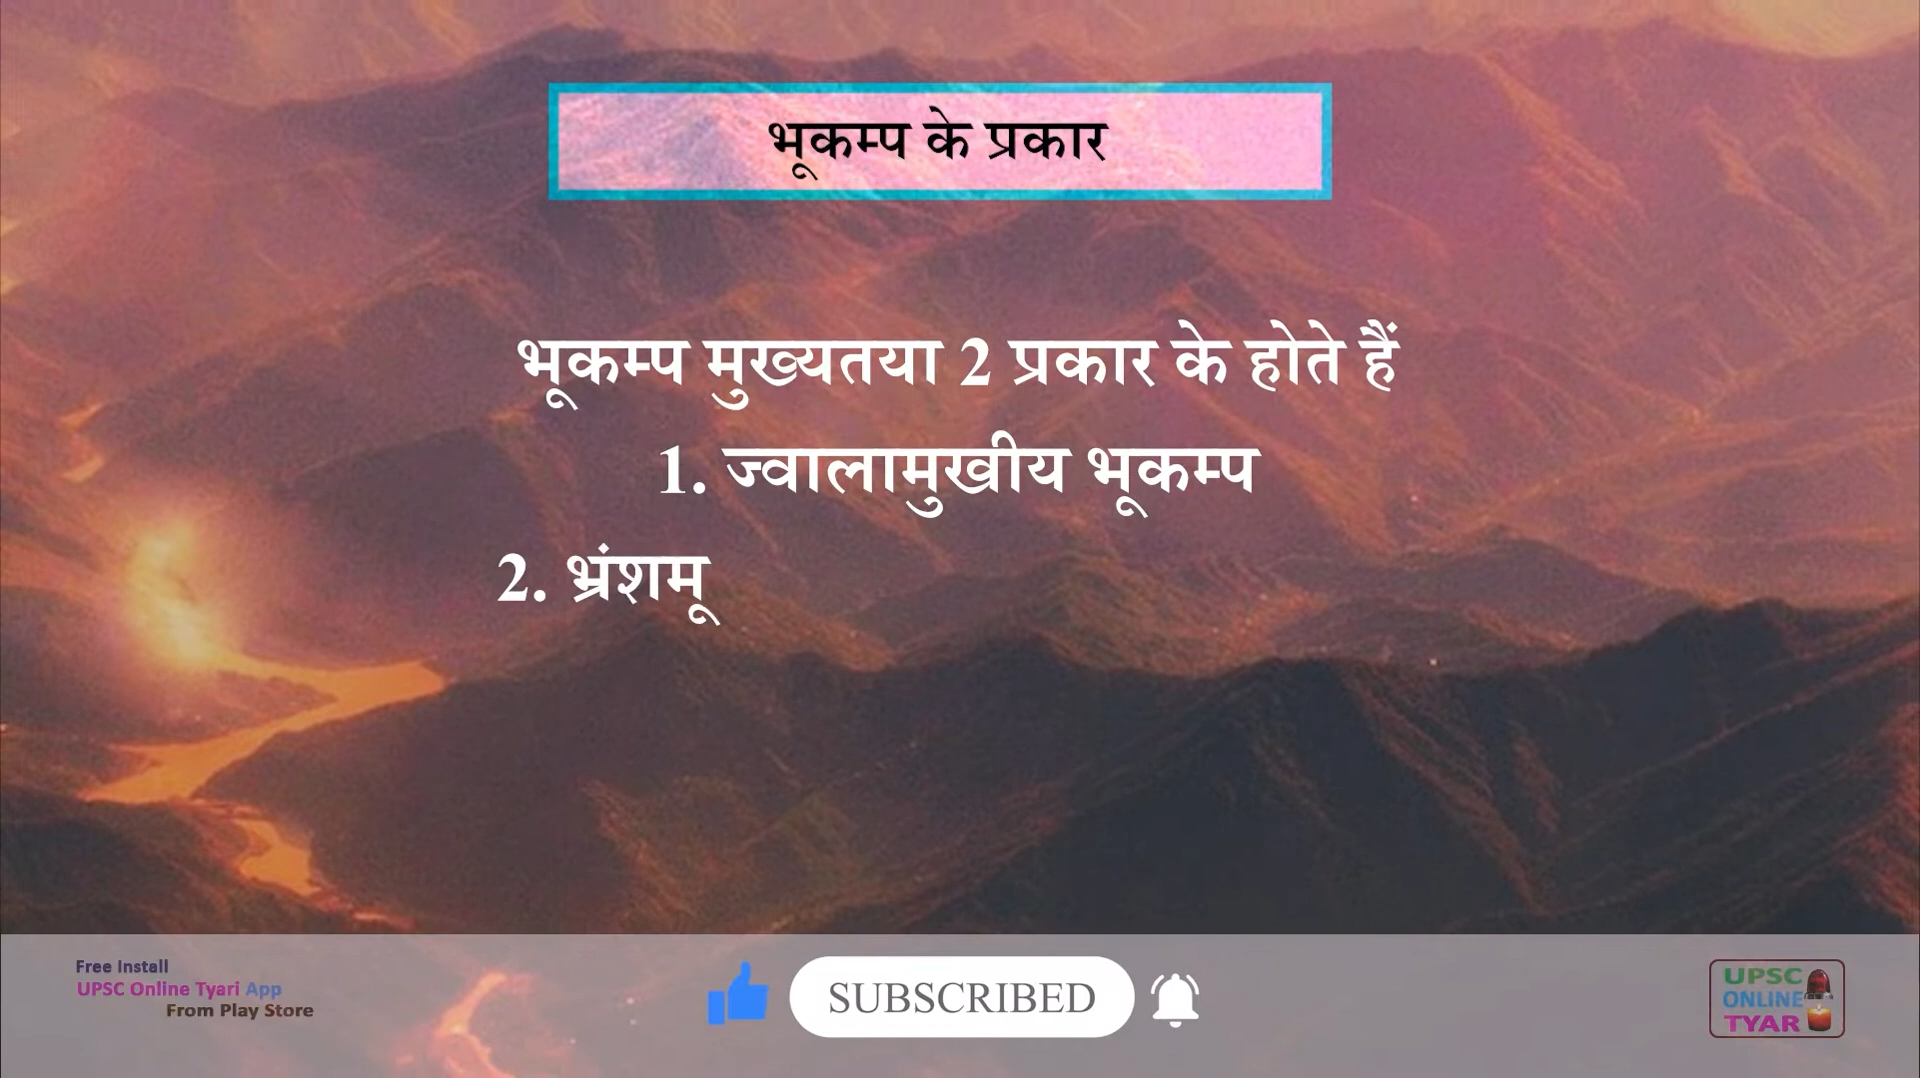 भूकम्प के प्रकार
भूकम्प मुख्यतया 2 प्रकार के होते हैं
1. ज्वालामुखीय भूकम्प
2. भ्रंशमू
Free Install
UPSC Online Tyari App
From Play Store
SUBSCRIBED
UPSC
ONLINE
TYAR